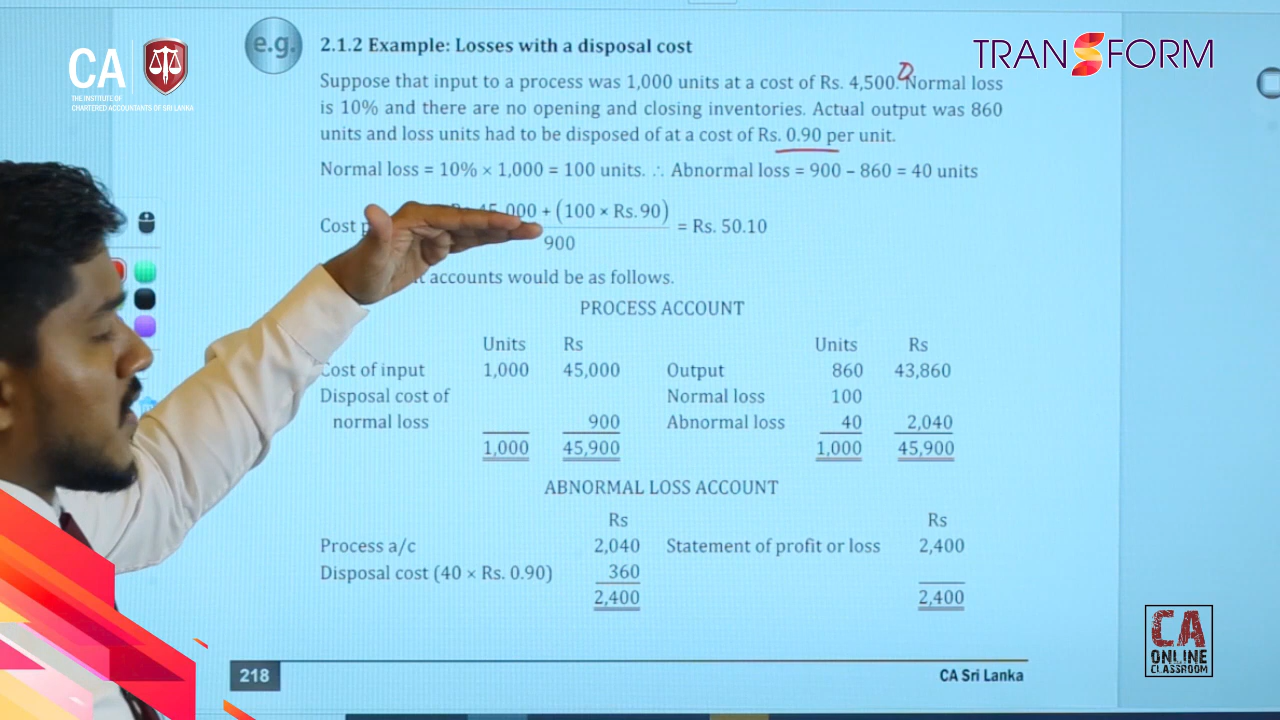 CA
THE INSTITUTE OF
CHARTERED ACCOUNTANTS OF SRI LANKA
TRANSFORM
e.g.
2.1.2 Example: Losses with a disposal cost
Suppose that input to a process was 1,000 units at a cost of Rs. 4,500. Normal loss
is 10% and there are no opening and closing inventories. Actual output was 860
units and loss units had to be disposed of at a cost of Rs. 0.90 per unit.
Normal loss = 10% × 1,000 = 100 units. ∴ Abnormal loss = 900 – 860 = 40 units
Cost + (100 × Rs. 90)
900
= Rs. 50.10
accounts would be as follows.
PROCESS ACCOUNT
Units Rs Units Rs
Cost of input 1,000 45,000 Output 860 43,860
Disposal cost of Normal loss 100
normal loss 900 Abnormal loss 40 2,040
1,000 45,900 1,000 45,900
ABNORMAL LOSS ACCOUNT
Rs Rs
Process a/c 2,040 Statement of profit or loss 2,400
Disposal cost (40 × Rs. 0.90) 360
2,400 2,400
218
CA Sri Lanka
CA
ONLINE
CLASSROOM